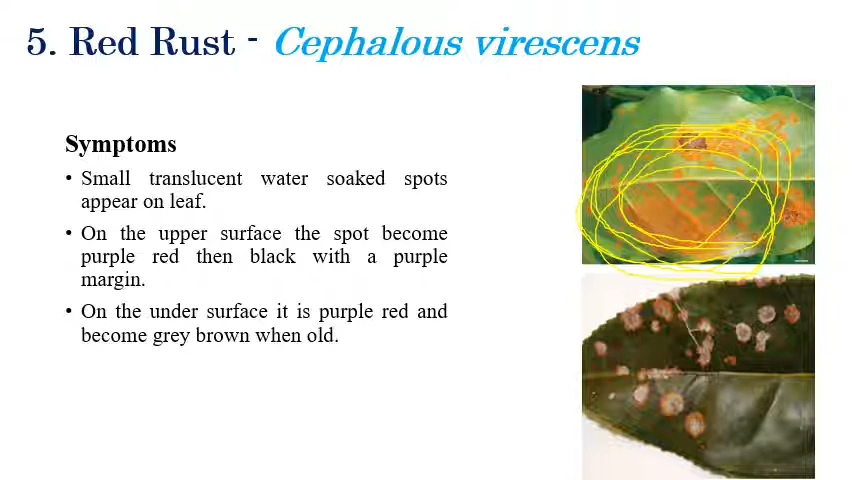 5. Red Rust - Cephalous virescens
Symptoms
• Small translucent water soaked spots
appear on leaf.
• On the upper surface the spot become
purple red then black with a purple
margin.
• On the under surface it is purple red and
become grey brown when old.